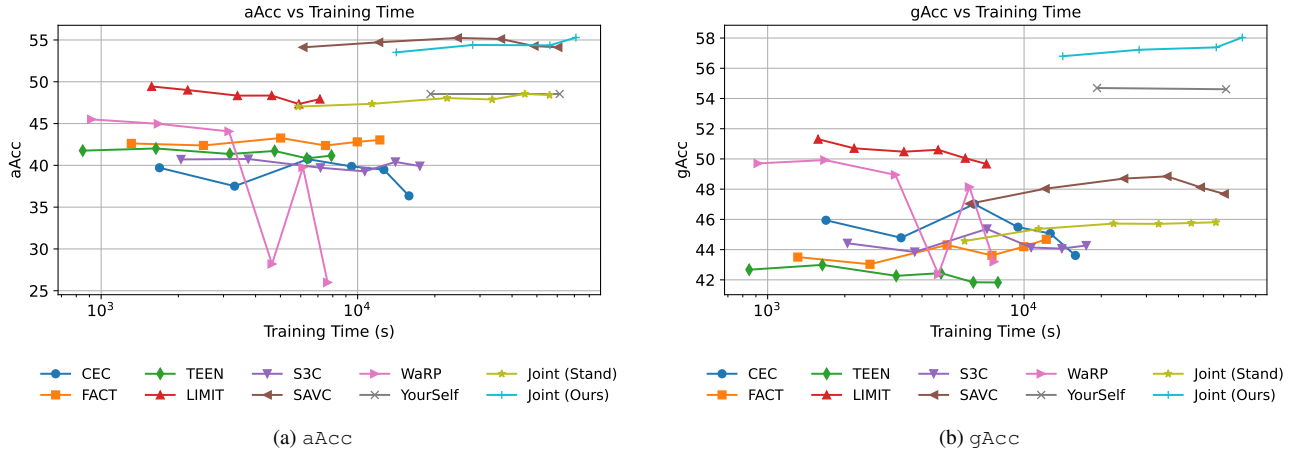 aAcc vs Training Time
55
50
45
40
35
30
25
aAcc
10³
10⁴
Training Time (s)
CEC TEEN S3C WaRP Joint (Stand)
FACT LIMIT SAVC YourSelf Joint (Ours)
(a) aAcc
gAcc vs Training Time
58
56
54
52
50
48
46
44
42
gAcc
10³
10⁴
Training Time (s)
CEC TEEN S3C WaRP Joint (Stand)
FACT LIMIT SAVC YourSelf Joint (Ours)
(b) gAcc